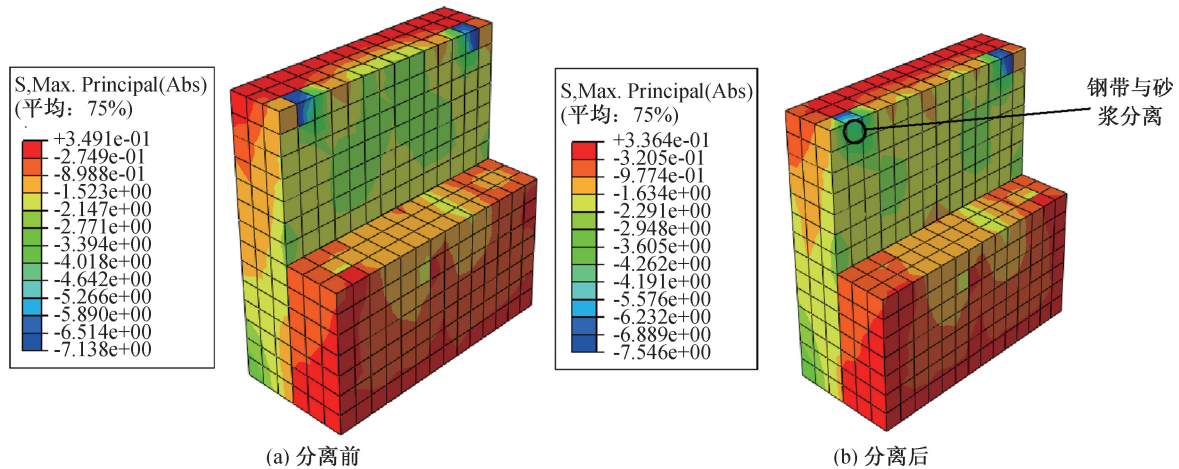 S,Max. Principal(Abs)
(平均：75%)
+3.491e-01
-2.749e-01
-8.988e-01
-1.523e+00
-2.147e+00
-2.771e+00
-3.394e+00
-4.018e+00
-4.642e+00
-5.266e+00
-5.890e+00
-6.514e+00
-7.138e+00
(a) 分离前
S,Max. Principal(Abs)
(平均：75%)
+3.364e-01
-3.205e-01
-9.774e-01
-1.634e+00
-2.291e+00
-2.948e+00
-3.605e+00
-4.262e+00
-4.191e+00
-5.576e+00
-6.232e+00
-6.889e+00
-7.546e+00
钢带与砂
浆分离
(b) 分离后